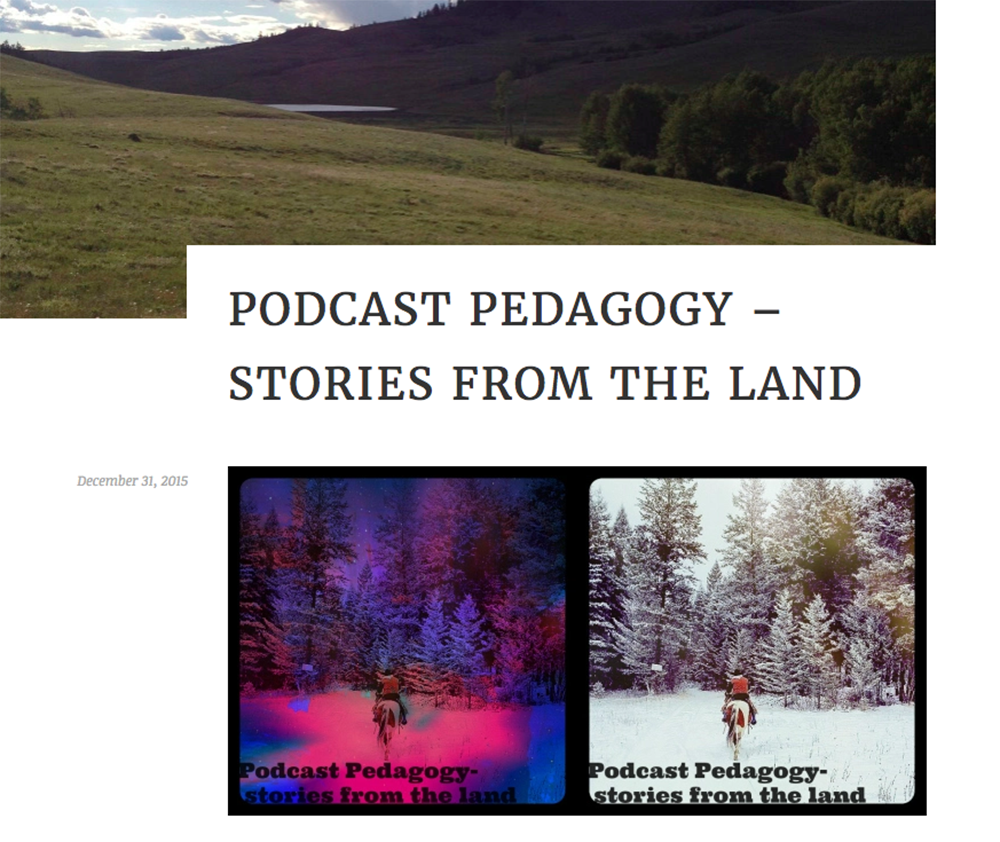 PODCAST PEDAGOGY –
STORIES FROM THE LAND
December 31, 2015
Podcast Pedagogy-
stories from the land
Podcast Pedagogy-
stories from the land